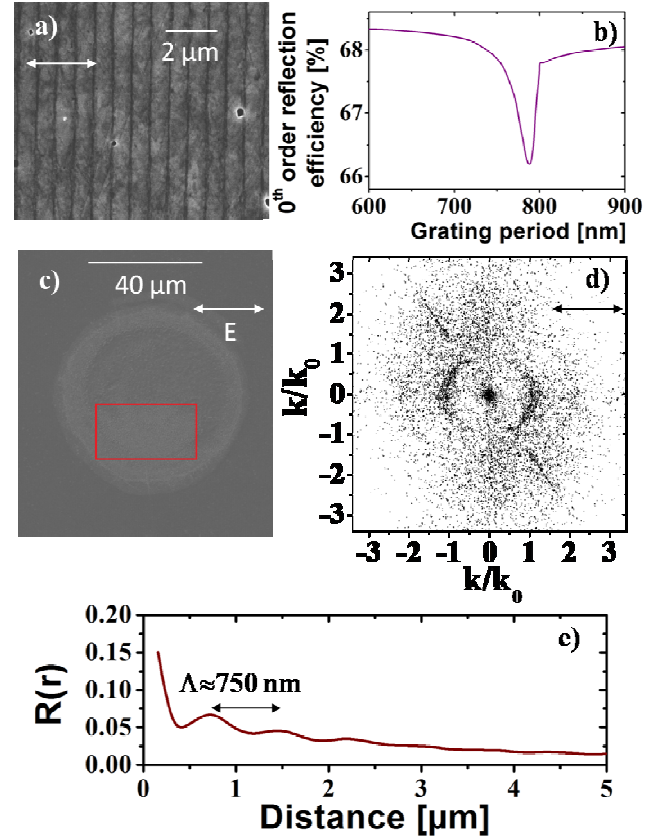 a)
2 µm
0th order reflection
efficiency [%]
68
67
66
b)
600
700
800
900
Grating period [nm]
c)
40 µm
E
d)
k/k0
3
2
1
0
-1
-2
-3
-3
-2
-1
0
1
2
3
k/k0
R(r)
0.20
0.15
0.10
0.05
0.00
e)
Λ≈750 nm
0
1
2
3
4
5
Distance [µm]